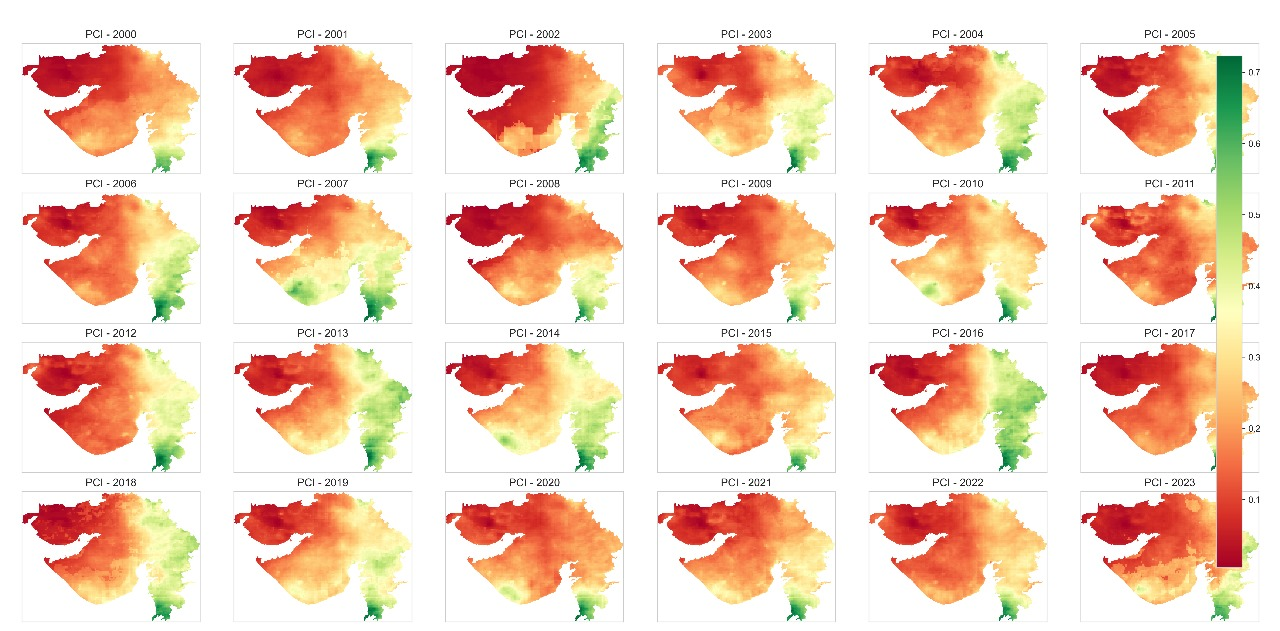 PCI - 2000 PCI - 2001 PCI - 2002 PCI - 2003 PCI - 2004 PCI - 2005
PCI - 2006 PCI - 2007 PCI - 2008 PCI - 2009 PCI - 2010 PCI - 2011
PCI - 2012 PCI - 2013 PCI - 2014 PCI - 2015 PCI - 2016 PCI - 2017
PCI - 2018 PCI - 2019 PCI - 2020 PCI - 2021 PCI - 2022 PCI - 2023
0.7
0.6
0.5
0.4
0.3
0.2
0.1